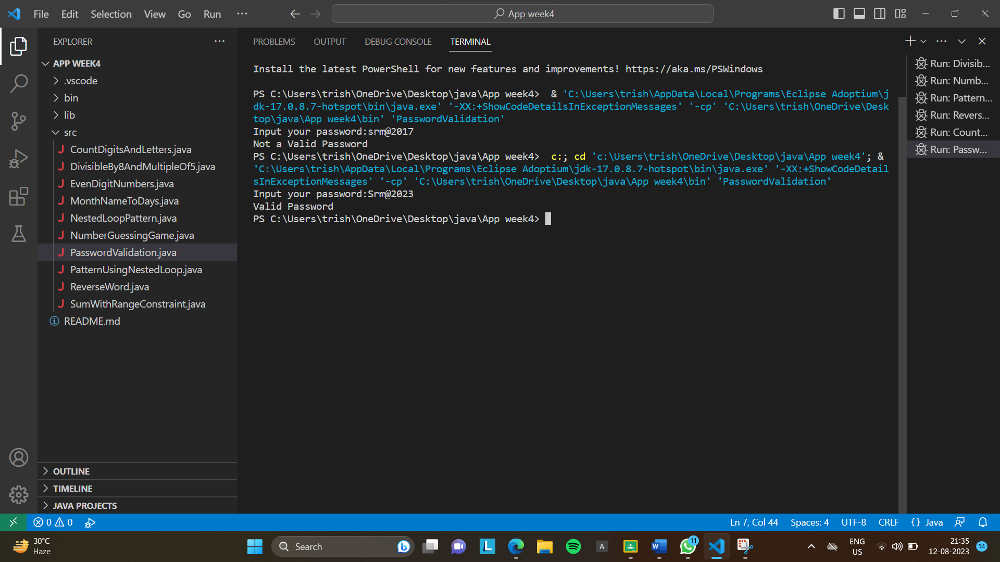 File Edit Selection View Go Run ...
App week4
EXPLORER
APP WEEK4
.vscode
bin
lib
src
J CountDigitsAndLetters.java
J DivisibleBy8AndMultipleOf5.java
J EvenDigitNumbers.java
J MonthNameToDays.java
J NestedLoopPattern.java
J NumberGuessingGame.java
J PasswordValidation.java
J PatternUsingNestedLoop.java
J ReverseWord.java
J SumWithRangeConstraint.java
README.md
OUTLINE
TIMELINE
JAVA PROJECTS
PROBLEMS OUTPUT DEBUG CONSOLE TERMINAL
Install the latest PowerShell for new features and improvements! https://aka.ms/PSWindows
PS C:\Users\trish\OneDrive\Desktop\java\App week4>  & 'C:\Users\trish\AppData\Local\Programs\Eclipse Adoptium\j
dk-17.0.8.7-hotspot\bin\java.exe' '-XX:+ShowCodeDetailsInExceptionMessages' '-cp' 'C:\Users\trish\OneDrive\Desk
top\java\App week4\bin' 'PasswordValidation'
Input your password:srm@2017
Not a Valid Password
PS C:\Users\trish\OneDrive\Desktop\java\App week4>  c:; cd 'c:\Users\trish\OneDrive\Desktop\java\App week4'; &
'C:\Users\trish\AppData\Local\Programs\Eclipse Adoptium\jdk-17.0.8.7-hotspot\bin\java.exe' '-XX:+ShowCodeDetail
sInExceptionMessages' '-cp' 'C:\Users\trish\OneDrive\Desktop\java\App week4\bin' 'PasswordValidation'
Input your password:Srm@2023
Valid Password
PS C:\Users\trish\OneDrive\Desktop\java\App week4>
Run: Divisib...
Run: Numb...
Run: Pattern...
Run: Revers...
Run: Count...
Run: Passw...
0 0
Ln 7, Col 44 Spaces: 4 UTF-8 CRLF {} Java
30°C
Haze
Search
L
A
W
11
ENG
US
21:35
12-08-2023
14